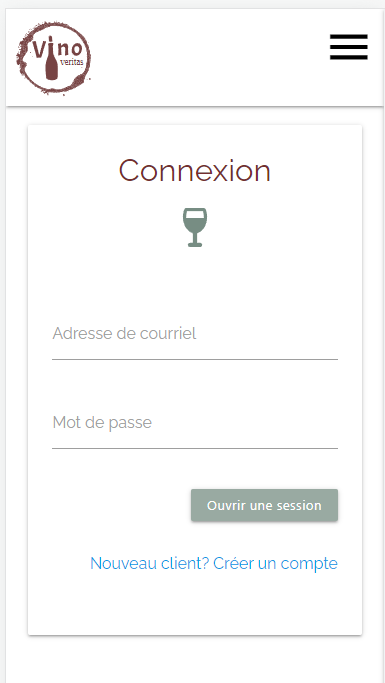 Vino
veritas
Connexion
Adresse de courriel
Mot de passe
Ouvrir une session
Nouveau client? Créer un compte